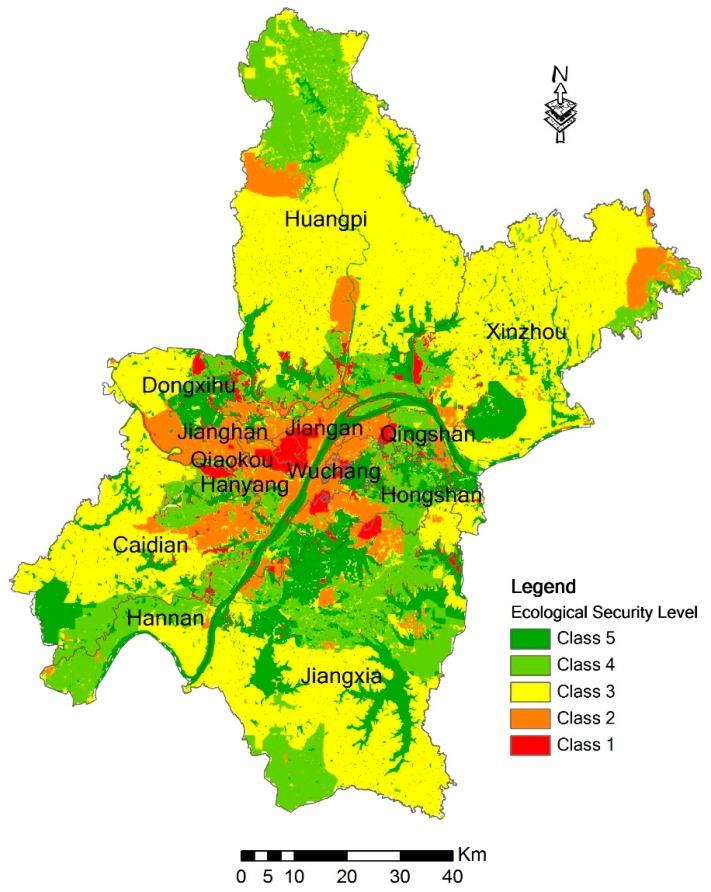 N
Huangpi
Xinzhou
Dongxihu
Jianghan
Jiangan
Qingshan
Qiaokou
Wuchang
Hanyang
Hongshan
Caidian
Hannan
Jiangxia
Legend
Ecological Security Level
Class 5
Class 4
Class 3
Class 2
Class 1
Km
0 5 10 20 30 40